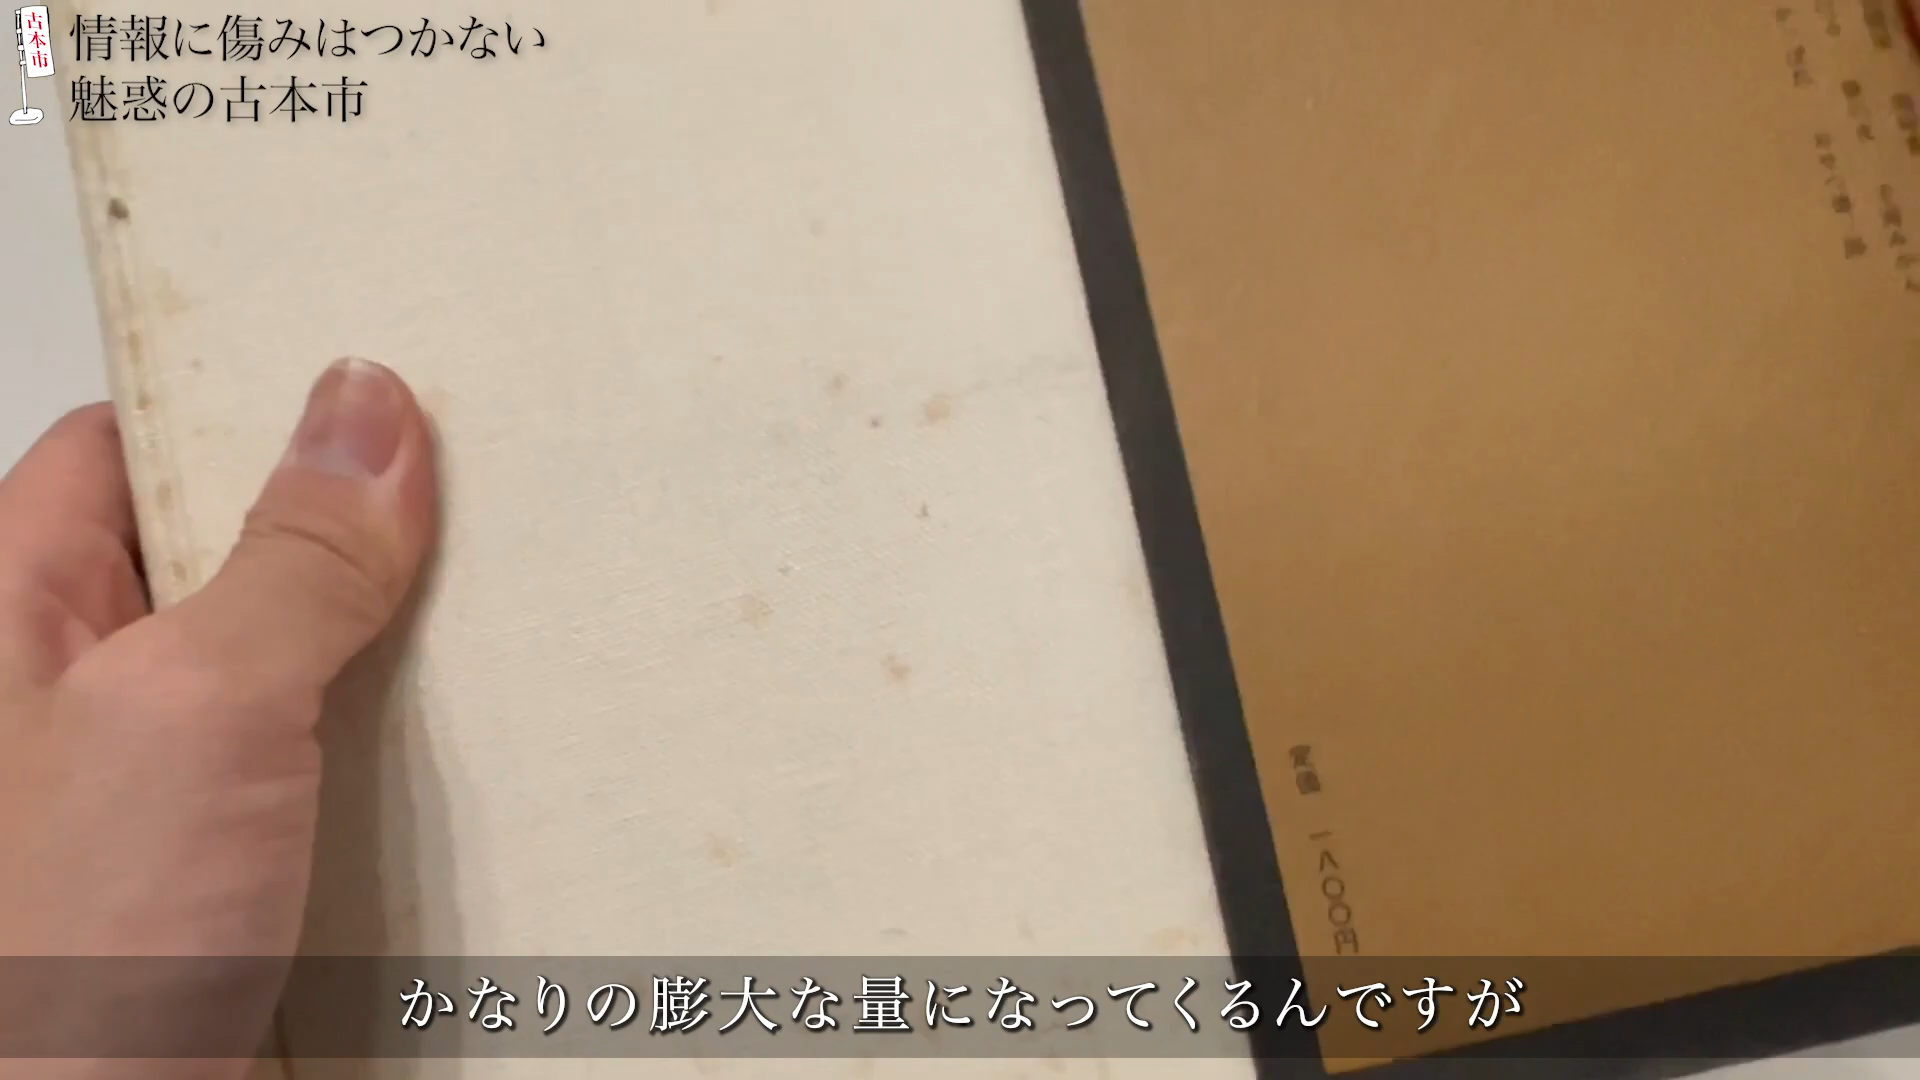 古本市
情報に傷みはつかない
魅惑の古本市
定価 一八〇〇円
かなりの膨大な量になってくるんですが